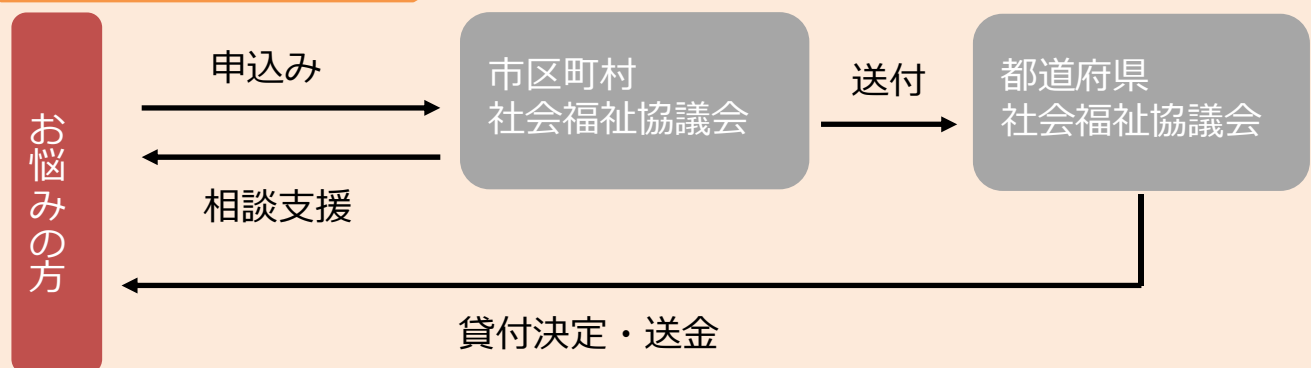 お悩みの方
申込み
相談支援
市区町村
社会福祉協議会
送付
都道府県
社会福祉協議会
貸付決定・送金